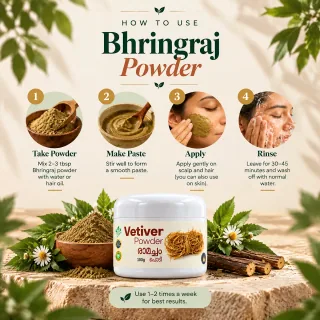 HOW TO USE
Bhringraj
Powder
1
2
3
4
Take Powder
Mix 2–3 tbsp
Bhringraj powder
with water or
hair oil.
Make Paste
Stir well to form
a smooth paste.
Apply
Apply gently on
scalp and hair
(you can also use
on skin).
Rinse
Leave for 30–45
minutes and wash
off with normal
water.
Vetiver
Powder
രാമച്ചം
പൊടി
Use 1–2 times a week
for best results.